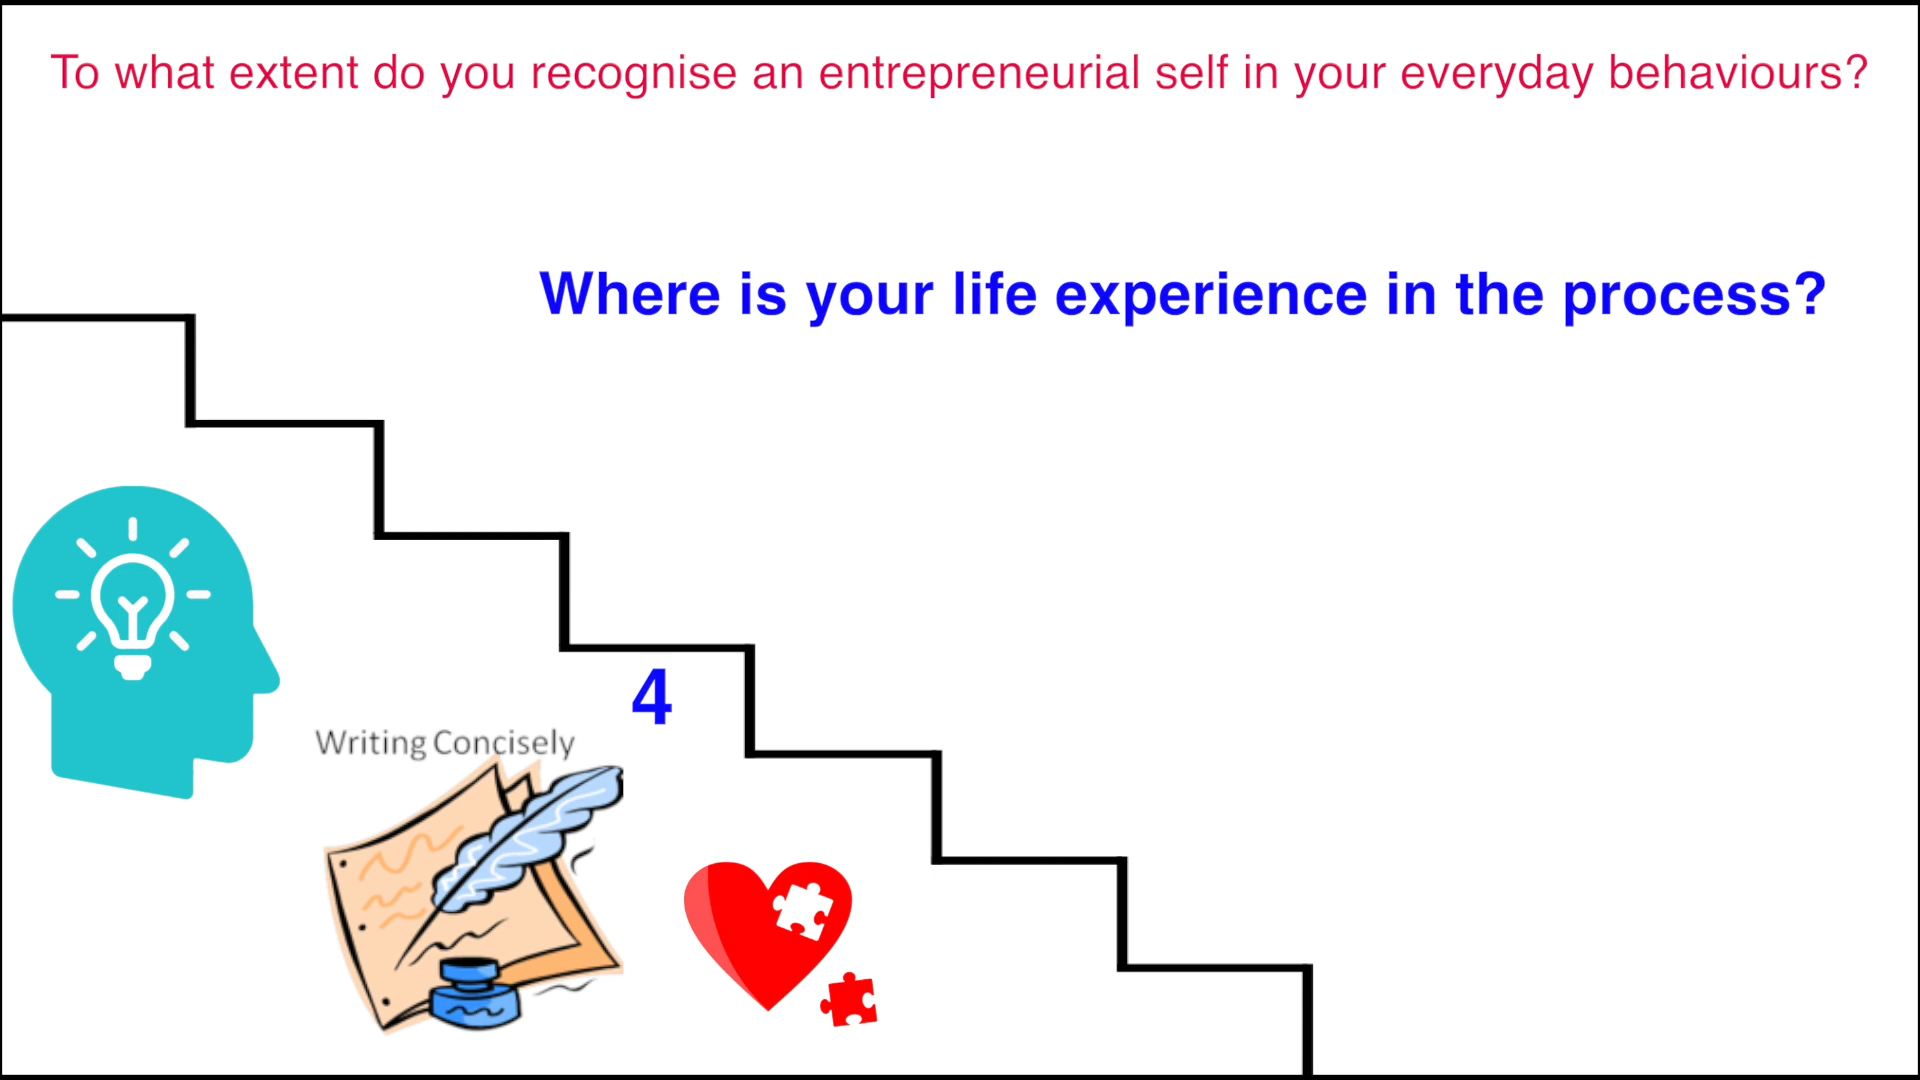 To what extent do you recognise an entrepreneurial self in your everyday behaviours?
Where is your life experience in the process?
4
Writing Concisely